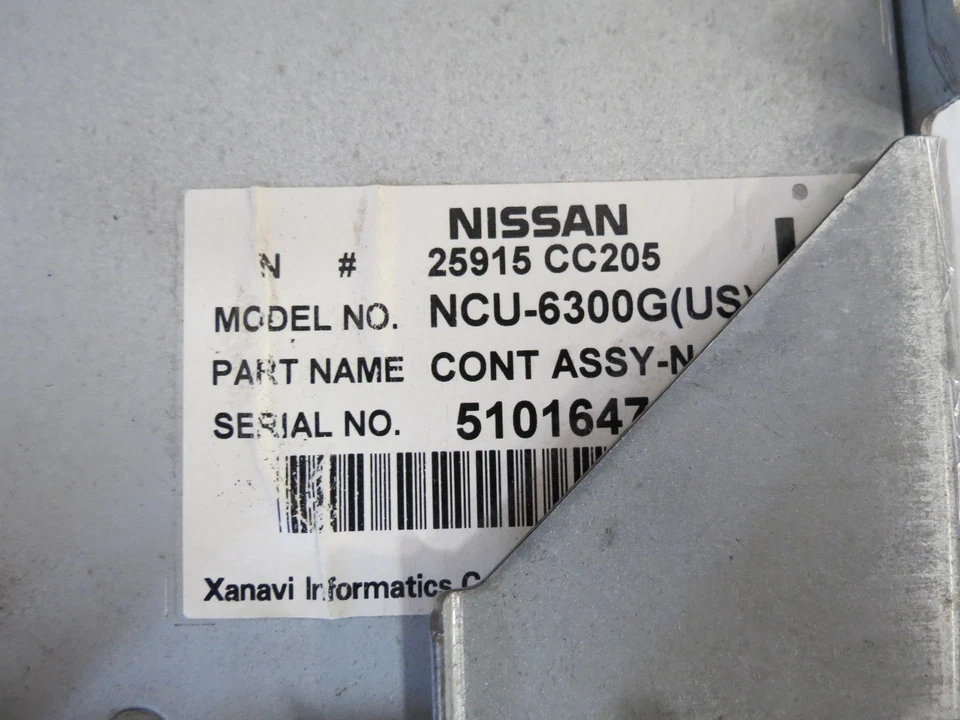 NISSAN
N # 25915 CC205
MODEL NO. NCU-6300G(US)
PART NAME CONT ASSY-N
SERIAL NO. 5101647
Xanavi Informatics C